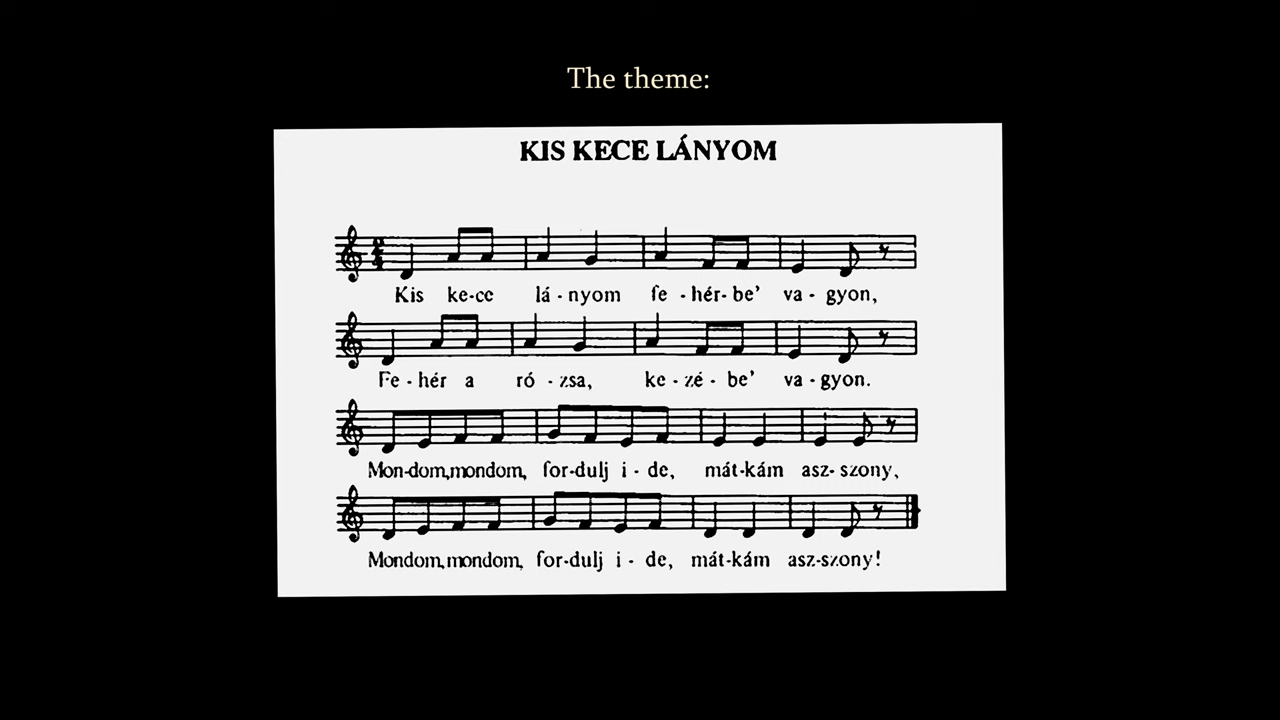 The theme:
KIS KECE LÁNYOM
Kis ke-ce lá-nyom fe-hér-be' va-gyon,
Fe-hér a ró-zsa, ke-zé-be' va-gyon.
Mon-dom,mondom, for-dulj i-de, mát-kám asz-szony,
Mondom,mondom, for-dulj i-de, mát-kám asz-szony!